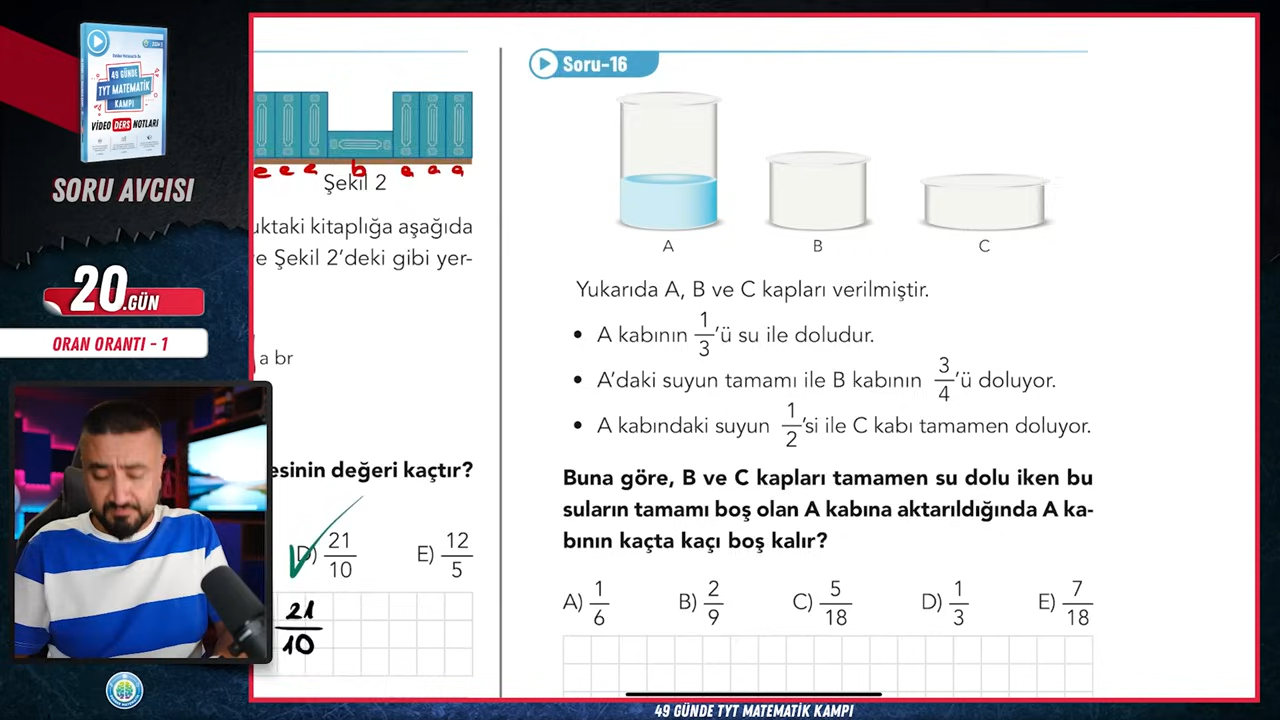 49 GÜNDE
TYT MATEMATİK
KAMPI
VİDEO DERS NOTLARI
SORU AVCISI
20.GÜN
ORAN ORANTI - 1
e e e b a a a
Şekil 2
uktaki kitaplığa aşağıda
e Şekil 2'deki gibi yer-
a br
esinin değeri kaçtır?
D) 21/10 E) 12/5
21/10
Soru-16
A B C
Yukarıda A, B ve C kapları verilmiştir.
• A kabının 1/3'ü su ile doludur.
• A'daki suyun tamamı ile B kabının 3/4'ü doluyor.
• A kabındaki suyun 1/2'si ile C kabı tamamen doluyor.
Buna göre, B ve C kapları tamamen su dolu iken bu
suların tamamı boş olan A kabına aktarıldığında A ka-
bının kaçta kaçı boş kalır?
A) 1/6 B) 2/9 C) 5/18 D) 1/3 E) 7/18
49 GÜNDE TYT MATEMATİK KAMPI